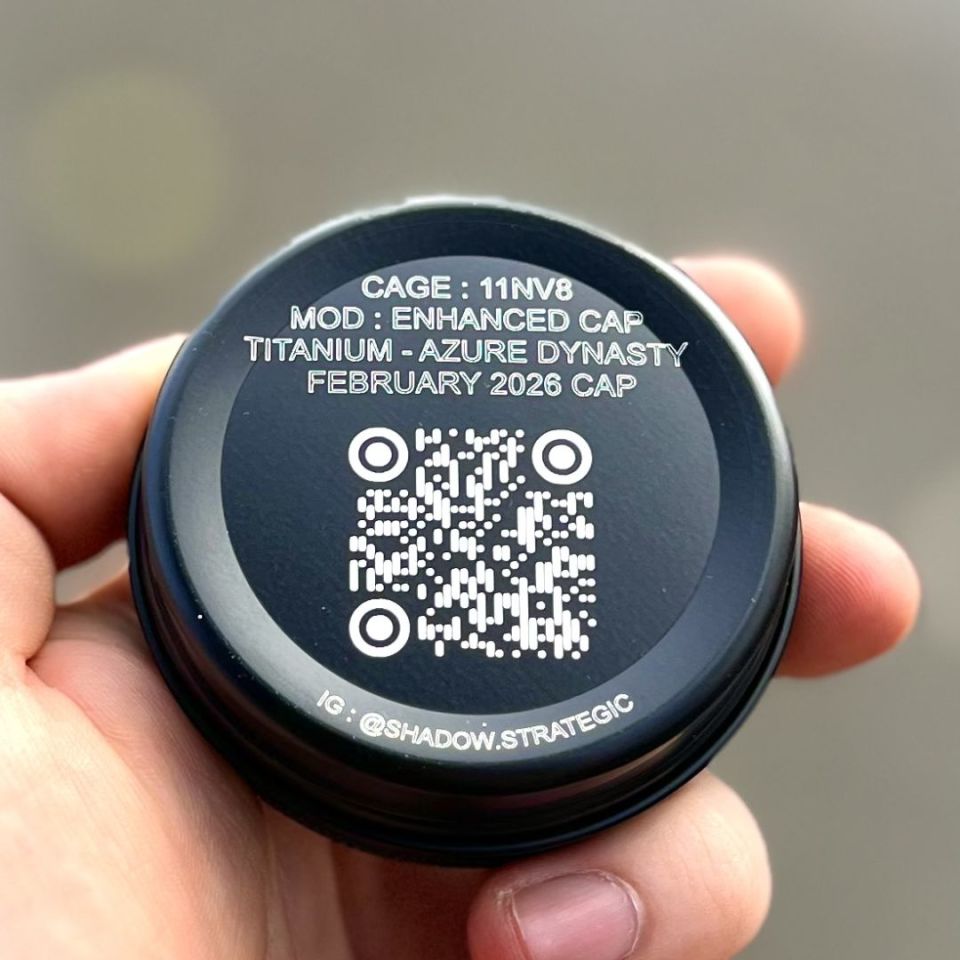 CAGE : 11NV8
MOD : ENHANCED CAP
TITANIUM - AZURE DYNASTY
FEBRUARY 2026 CAP
IG : @SHADOW.STRATEGIC